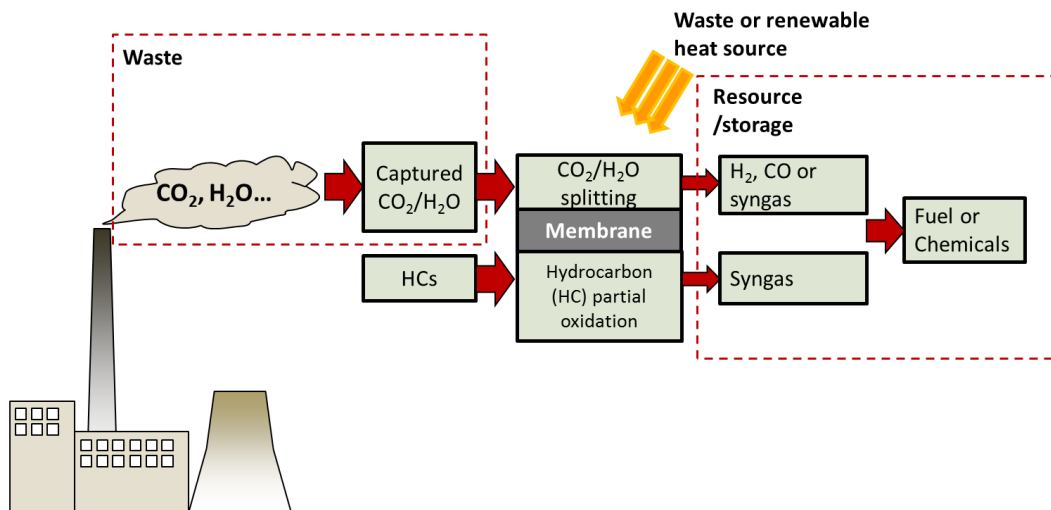 Waste or renewable
heat source
Waste
Resource
/storage
CO₂, H₂O...
Captured
CO₂/H₂O
CO₂/H₂O
splitting
Membrane
H₂, CO or
syngas
Fuel or
Chemicals
HCs
Hydrocarbon
(HC) partial
oxidation
Syngas